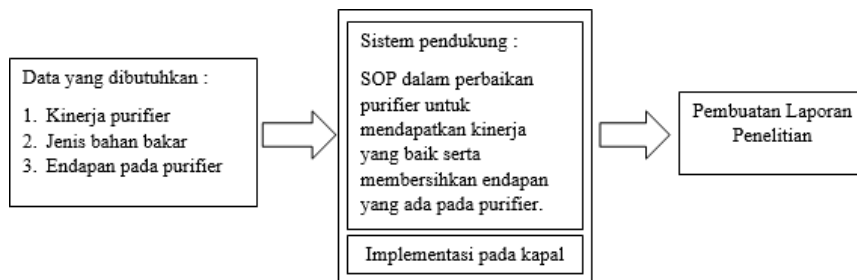 Data yang dibutuhkan :
1. Kinerja purifier
2. Jenis bahan bakar
3. Endapan pada purifier
Sistem pendukung :
SOP dalam perbaikan
purifier untuk
mendapatkan kinerja
yang baik serta
membersihkan endapan
yang ada pada purifier.
Implementasi pada kapal
Pembuatan Laporan
Penelitian